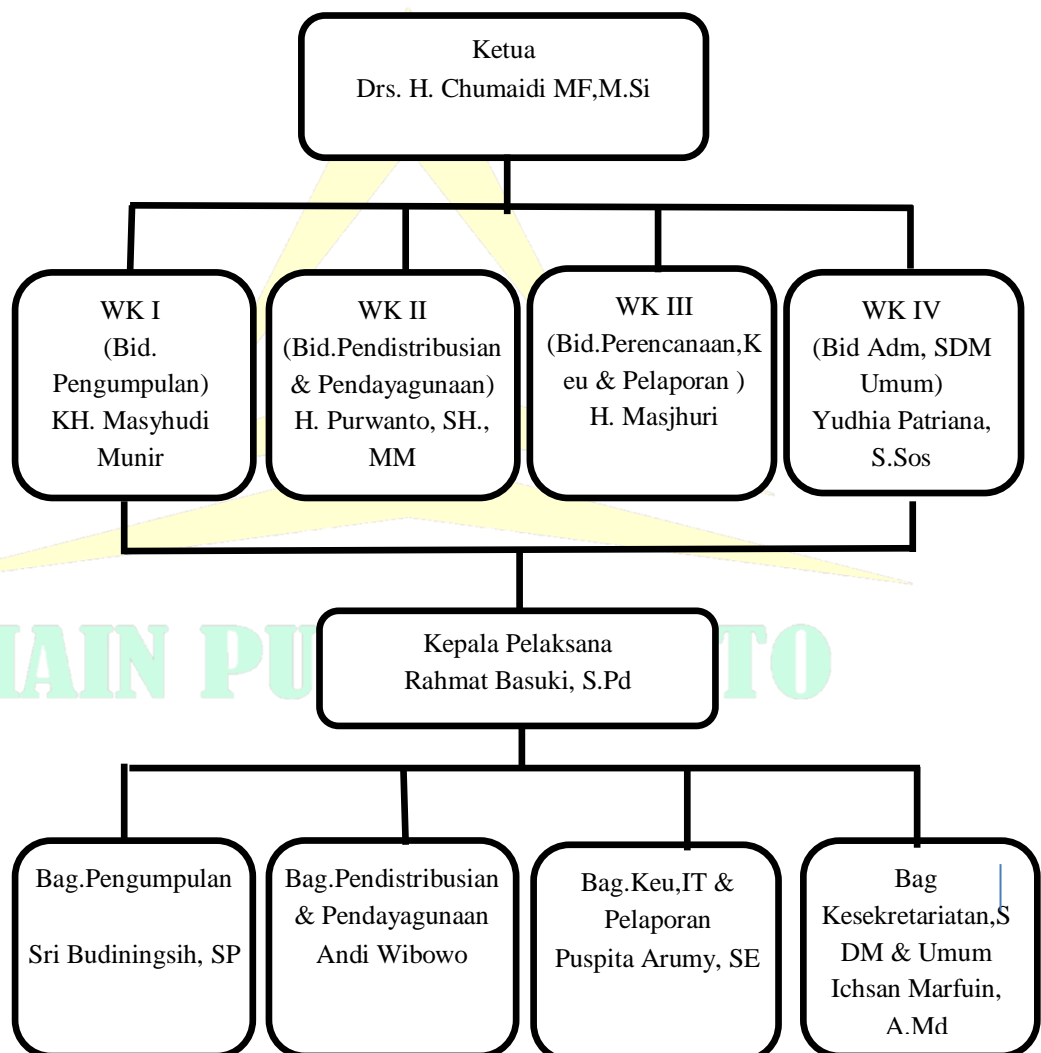 Ketua
Drs. H. Chumaidi MF,M.Si
WK I
(Bid.
Pengumpulan)
KH. Masyhudi
Munir
WK II
(Bid.Pendistribusian
& Pendayagunaan)
H. Purwanto, SH.,
MM
WK III
(Bid.Perencanaan,K
eu & Pelaporan )
H. Masjhuri
WK IV
(Bid Adm, SDM
Umum)
Yudhia Patriana,
S.Sos
IAIN PU TO
Kepala Pelaksana
Rahmat Basuki, S.Pd
Bag.Pengumpulan
Sri Budiningsih, SP
Bag.Pendistribusian
& Pendayagunaan
Andi Wibowo
Bag.Keu,IT &
Pelaporan
Puspita Arumy, SE
Bag
Kesekretariatan,S
DM & Umum
Ichsan Marfuin,
A.Md